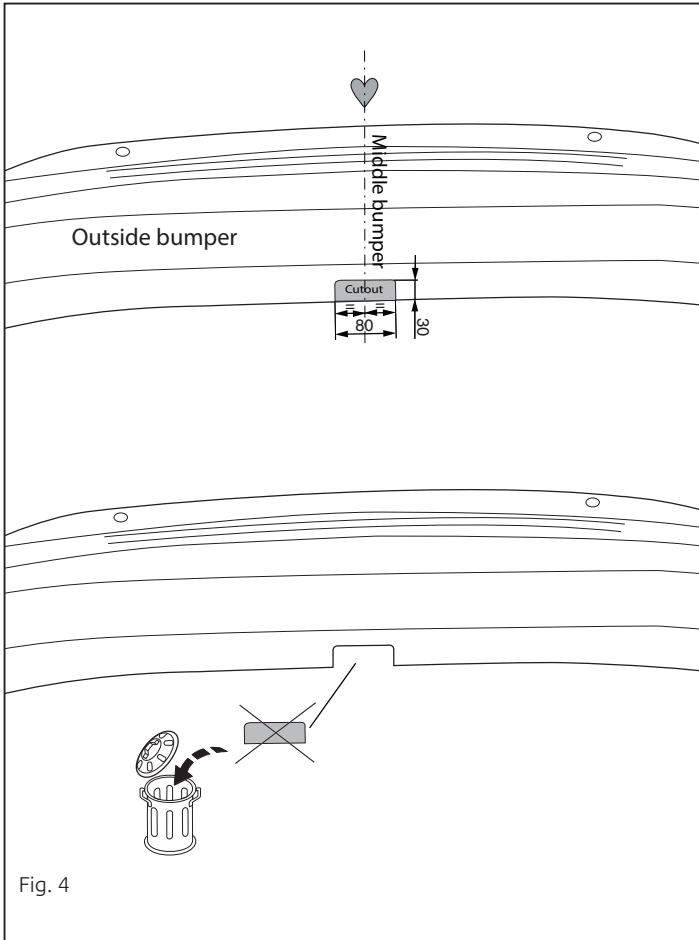 Middle bumper
Outside bumper
Cutout
= =
80
30
Fig. 4